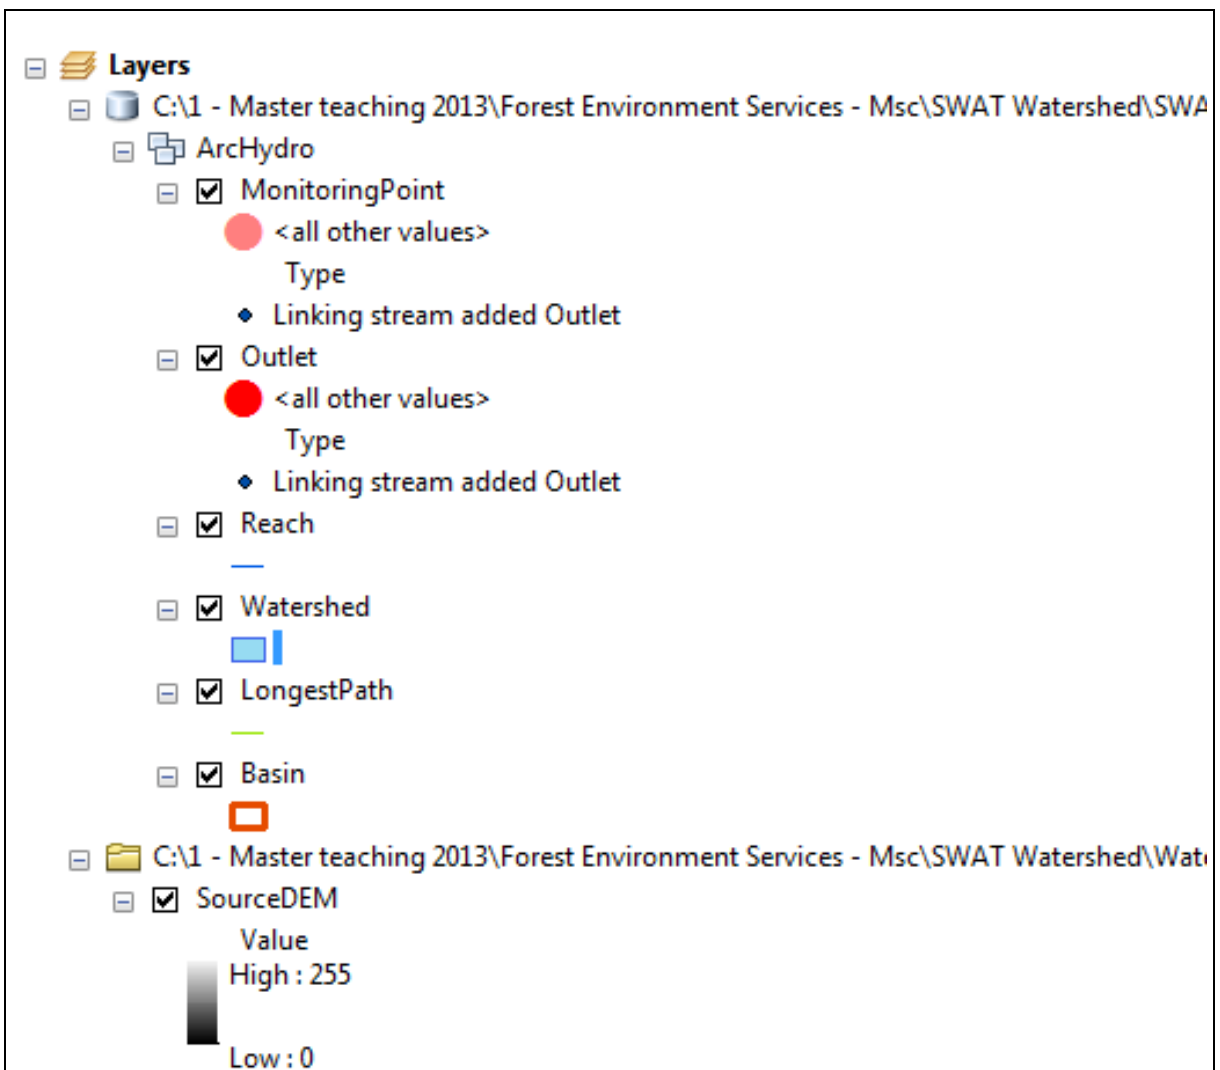 Layers
C:\1 - Master teaching 2013\Forest Environment Services - Msc\SWAT Watershed\SWA
ArcHydro
MonitoringPoint
<all other values>
Type
Linking stream added Outlet
Outlet
<all other values>
Type
Linking stream added Outlet
Reach
Watershed
LongestPath
Basin
C:\1 - Master teaching 2013\Forest Environment Services - Msc\SWAT Watershed\Wat
SourceDEM
Value
High : 255
Low : 0